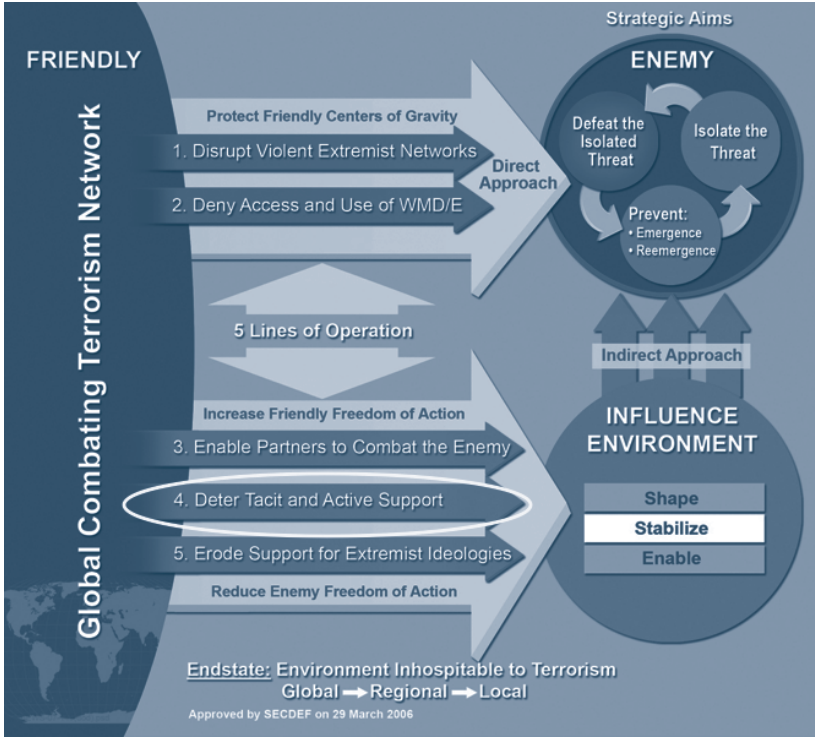 Strategic Aims
FRIENDLY
ENEMY
Global Combating Terrorism Network
Protect Friendly Centers of Gravity
1. Disrupt Violent Extremist Networks
2. Deny Access and Use of WMD/E
Direct
Approach
Defeat the
Isolated
Threat
Isolate the
Threat
Prevent:
• Emergence
• Reemergence
5 Lines of Operation
Indirect Approach
Increase Friendly Freedom of Action
3. Enable Partners to Combat the Enemy
4. Deter Tacit and Active Support
5. Erode Support for Extremist Ideologies
Reduce Enemy Freedom of Action
INFLUENCE
ENVIRONMENT
Shape
Stabilize
Enable
Endstate: Environment Inhospitable to Terrorism
Global → Regional → Local
Approved by SECDEF on 29 March 2006